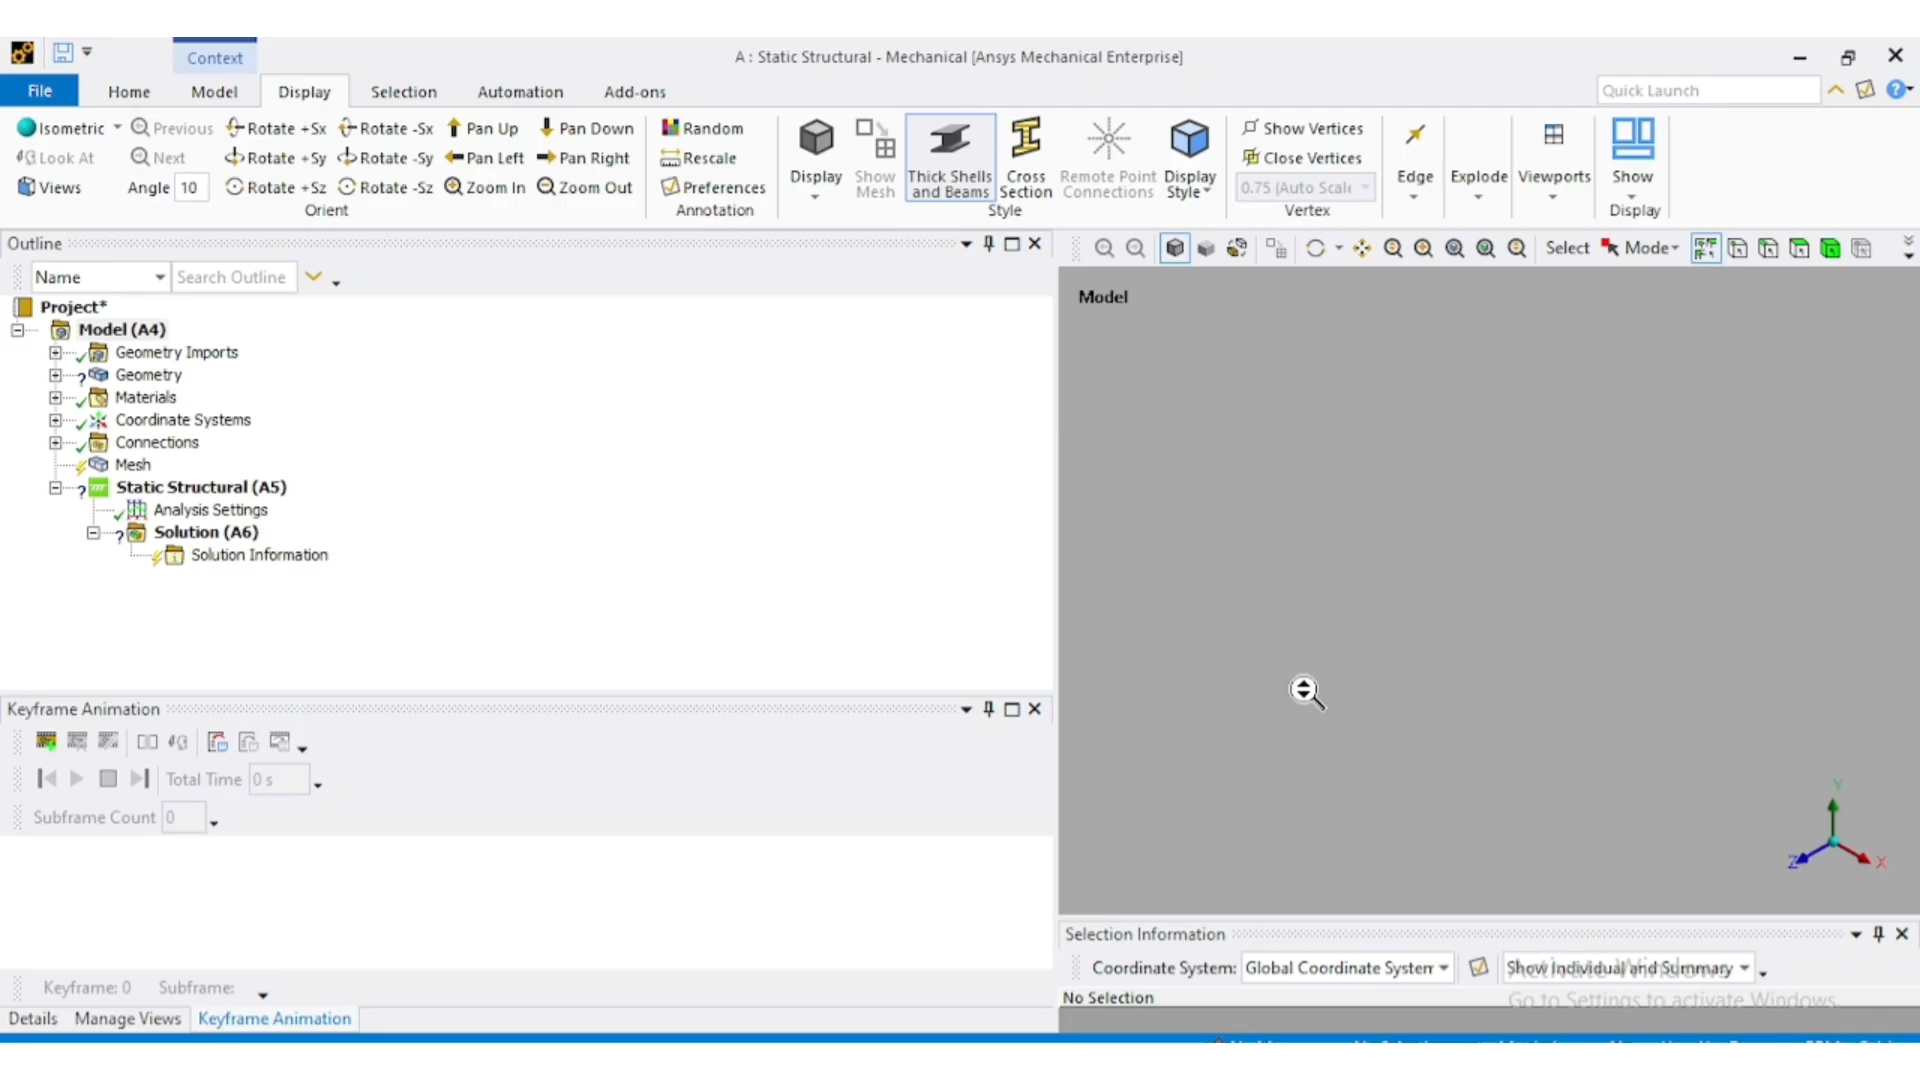 Context
A : Static Structural - Mechanical [Ansys Mechanical Enterprise]
File Home Model Display Selection Automation Add-ons
Quick Launch
Isometric Previous Rotate +Sx Rotate -Sx Pan Up Pan Down
Look At Next Rotate +Sy Rotate -Sy Pan Left Pan Right
Views Angle 10 Rotate +Sz Rotate -Sz Zoom In Zoom Out
Orient
Random
Rescale
Preferences
Annotation
Display
Show
Mesh
Thick Shells
and Beams
Cross
Section
Remote Point
Connections
Display
Style
Style
Show Vertices
Close Vertices
0.75 (Auto Scale
Vertex
Edge
Explode
Viewports
Show
Display
Outline
Name Search Outline
Project*
Model (A4)
Geometry Imports
Geometry
Materials
Coordinate Systems
Connections
Mesh
Static Structural (A5)
Analysis Settings
Solution (A6)
Solution Information
Select Mode
Model
Y
Z
X
Keyframe Animation
Total Time 0 s
Subframe Count 0
Keyframe: 0 Subframe:
Details Manage Views Keyframe Animation
Selection Information
Coordinate System: Global Coordinate System Show Individual and Summary
Activate Windows
No Selection
Go to Settings to activate Windows.